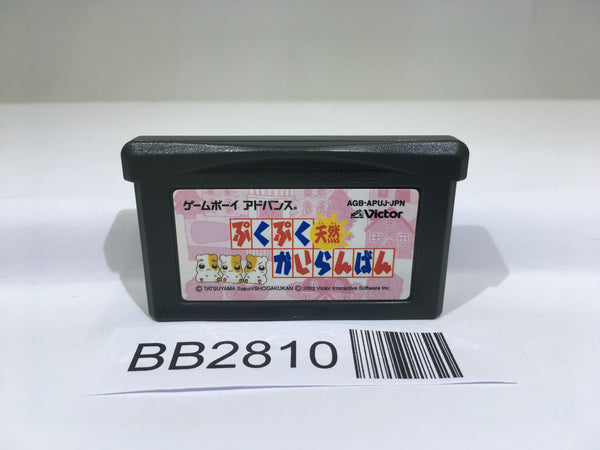 ゲームボーイ アドバンス®
AGB-APUJ-JPN
Victor
ぷくぷく天然
かいらんばん
© TATSUYAMA Sayuri/SHOGAKUKAN © 2002 Victor Interactive Software Inc.
BB2810